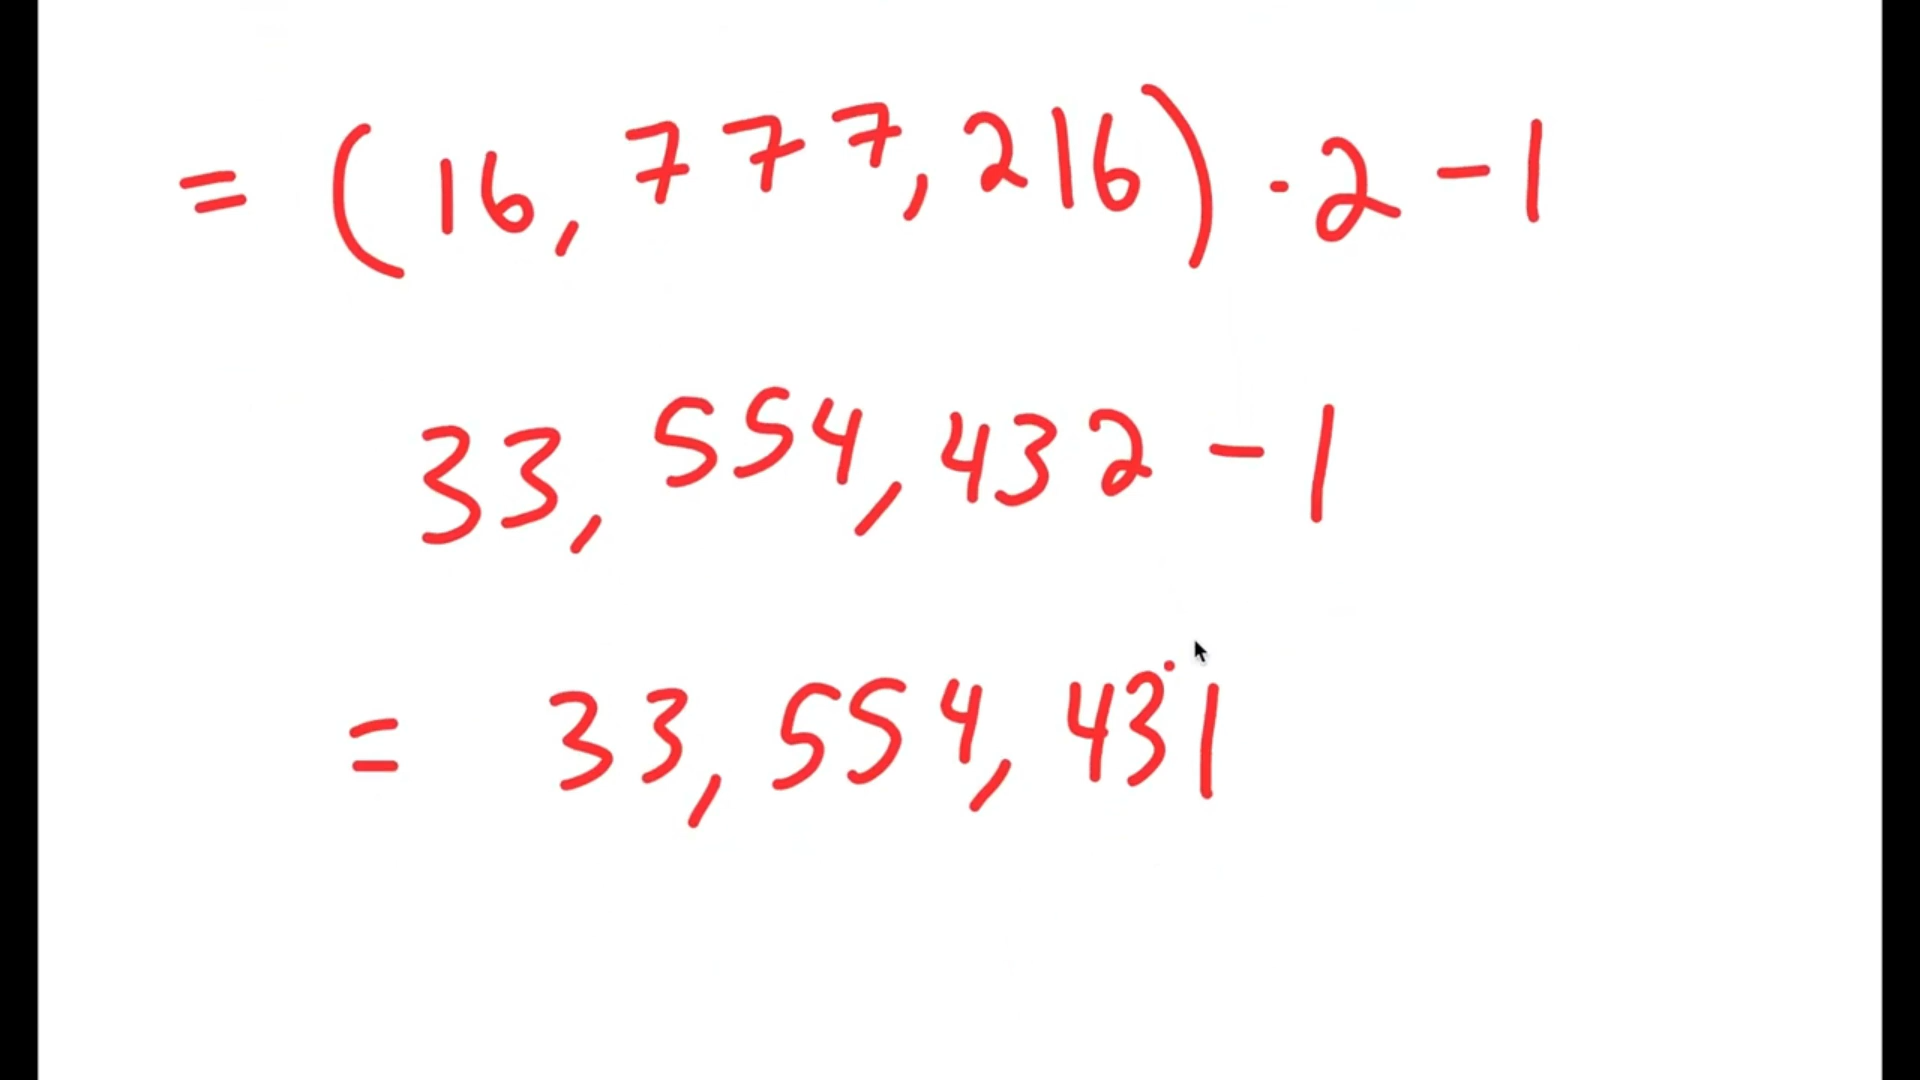 = (16,777,216) · 2 - 1
33,554,432 - 1
= 33,554,431